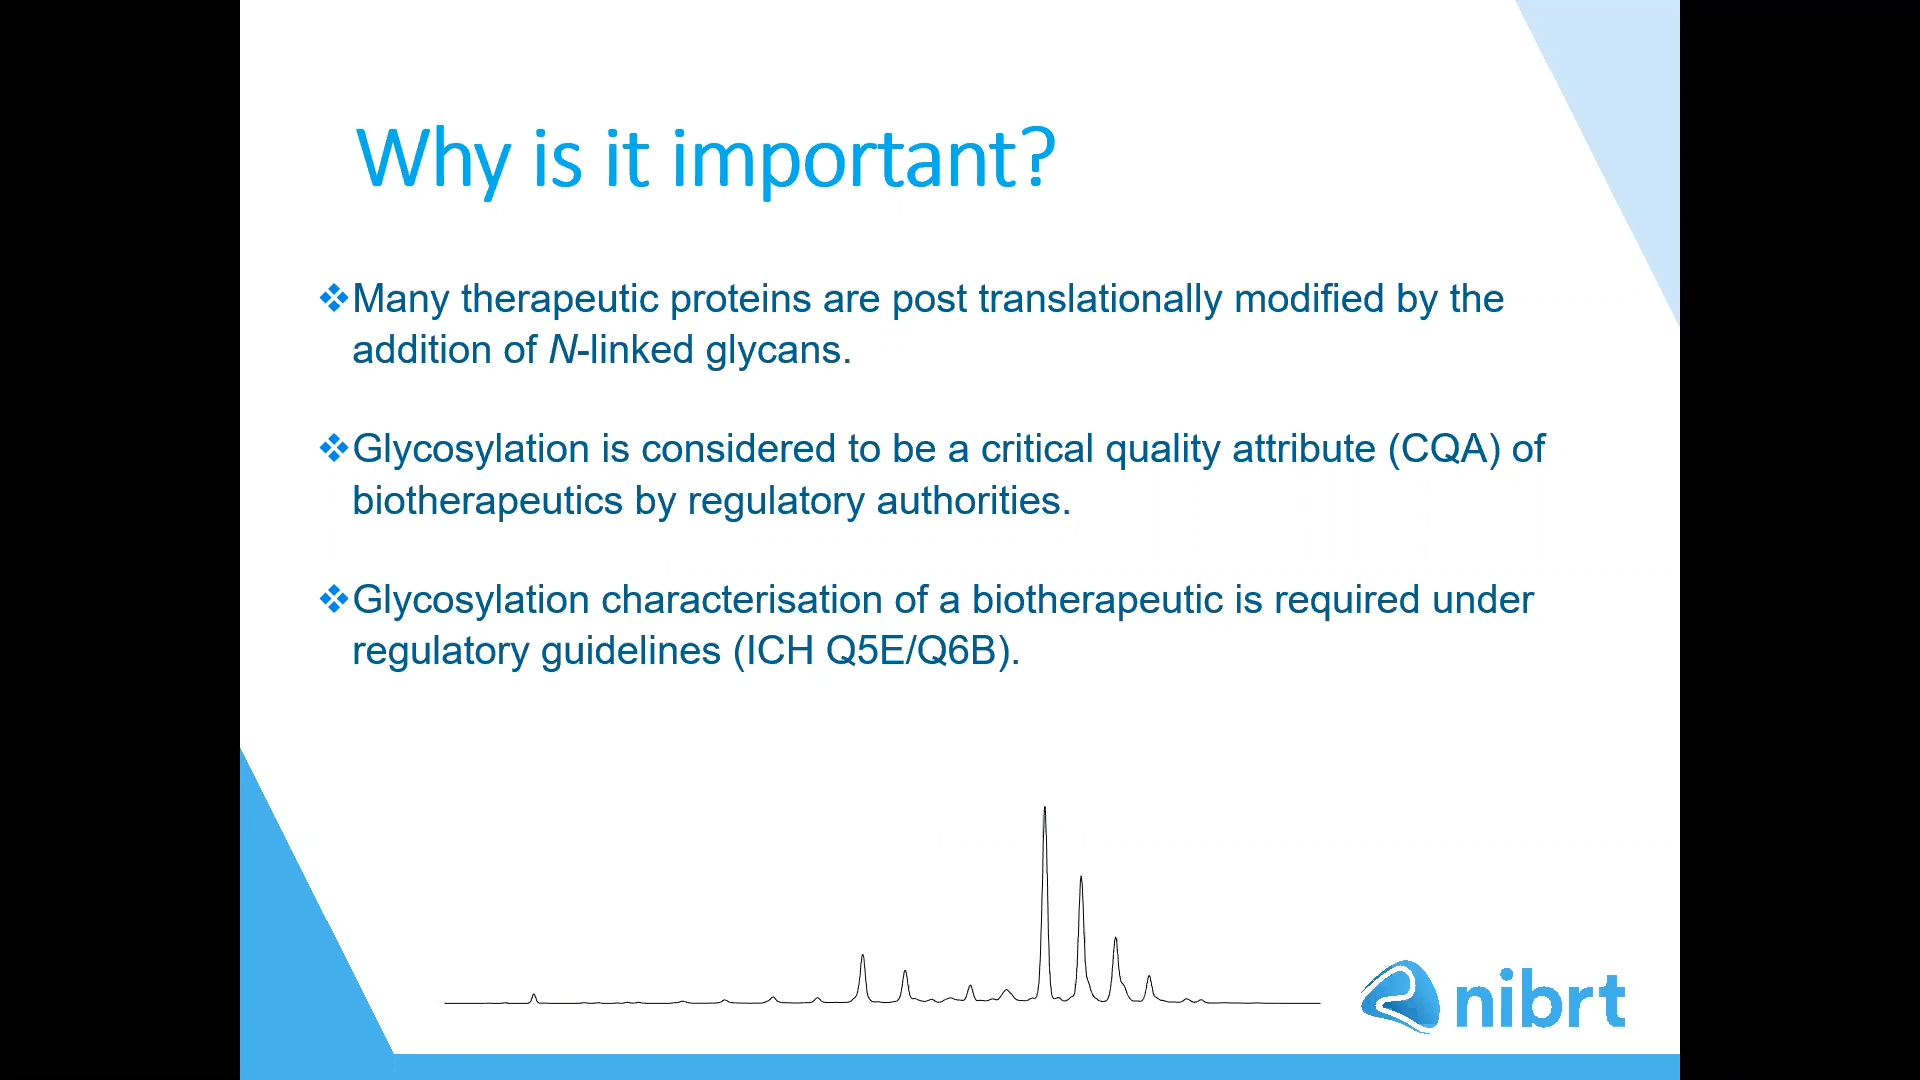 Why is it important?
❖Many therapeutic proteins are post translationally modified by the
addition of N-linked glycans.
❖Glycosylation is considered to be a critical quality attribute (CQA) of
biotherapeutics by regulatory authorities.
❖Glycosylation characterisation of a biotherapeutic is required under
regulatory guidelines (ICH Q5E/Q6B).
nibrt